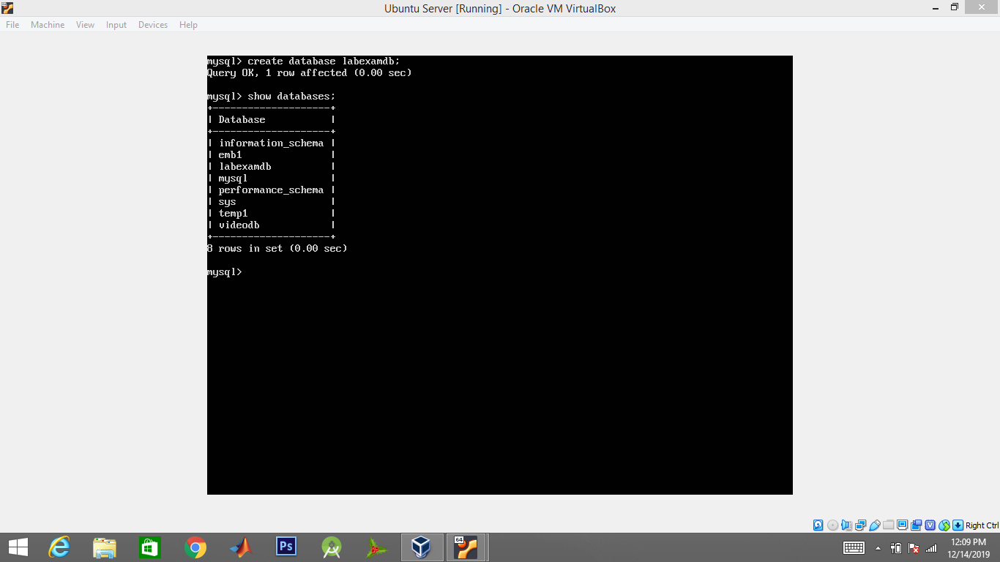 Ubuntu Server [Running] - Oracle VM VirtualBox
File Machine View Input Devices Help
mysql> create database labexamdb;
Query OK, 1 row affected (0.00 sec)
mysql> show databases;
+--------------------+
| Database           |
+--------------------+
| information_schema |
| emb1               |
| labexamdb          |
| mysql              |
| performance_schema |
| sys                |
| temp1              |
| videodb            |
+--------------------+
8 rows in set (0.00 sec)
mysql>
Right Ctrl
Ps
64
12:09 PM
12/14/2019